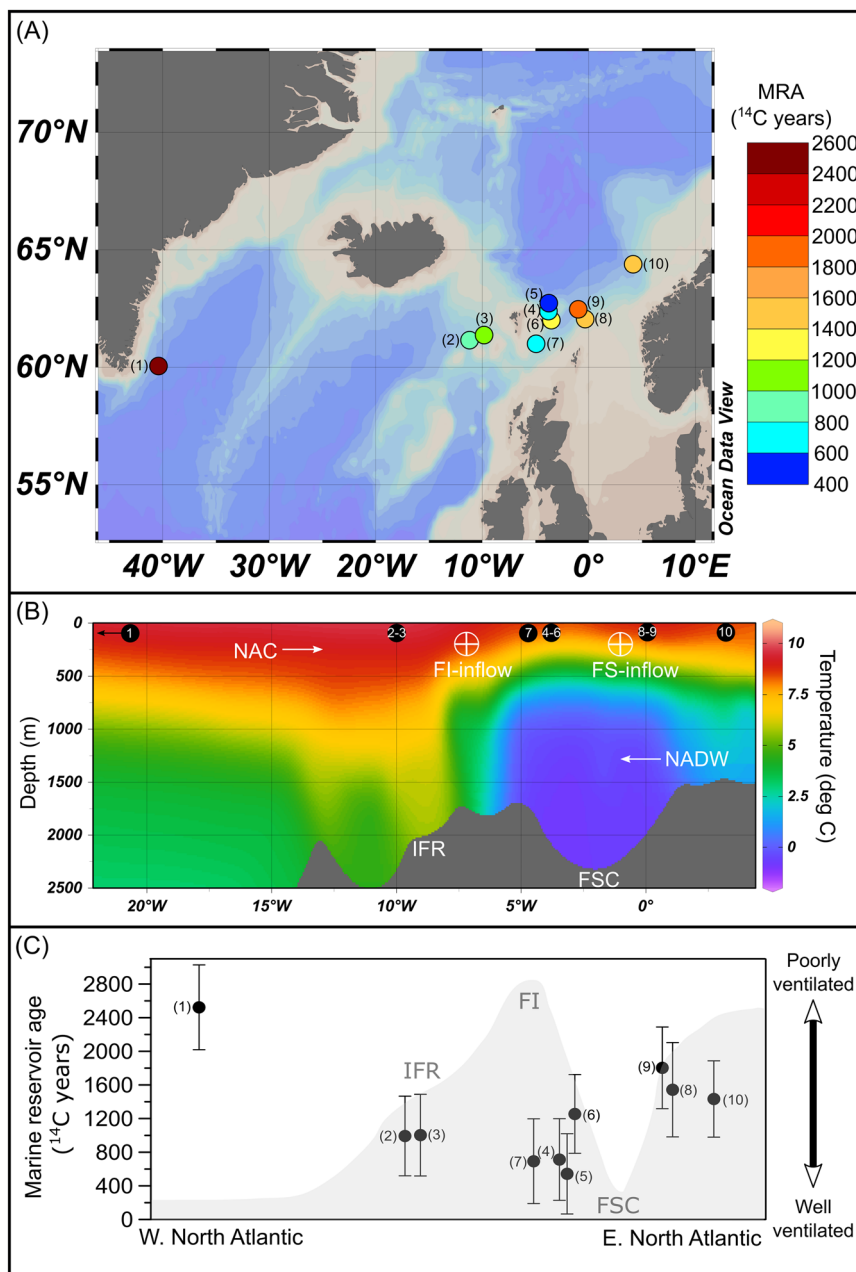 (A)
MRA
(¹⁴C years)
2600
2400
2200
2000
1800
1600
1400
1200
1000
800
600
400
70°N
65°N
60°N
55°N
(1)
(2)
(3)
(5)
(4)
(6)
(7)
(9)
(8)
(10)
40°W 30°W 20°W 10°W 0° 10°E
Ocean Data View
(B)
0
500
1000
1500
2000
2500
Depth (m)
1 2-3 7 4-6 8-9 10
NAC
FI-inflow
FS-inflow
NADW
IFR
FSC
20°W 15°W 10°W 5°W 0°
10
7.5
5
2.5
0
Temperature (deg C)
(C)
Marine reservoir age
(¹⁴C years)
2800
2400
2000
1600
1200
800
400
0
(1)
IFR
(2)
(3)
FI
(7)
(4)
(5)
(6)
FSC
(9)
(8)
(10)
W. North Atlantic
E. North Atlantic
Poorly
ventilated
Well
ventilated